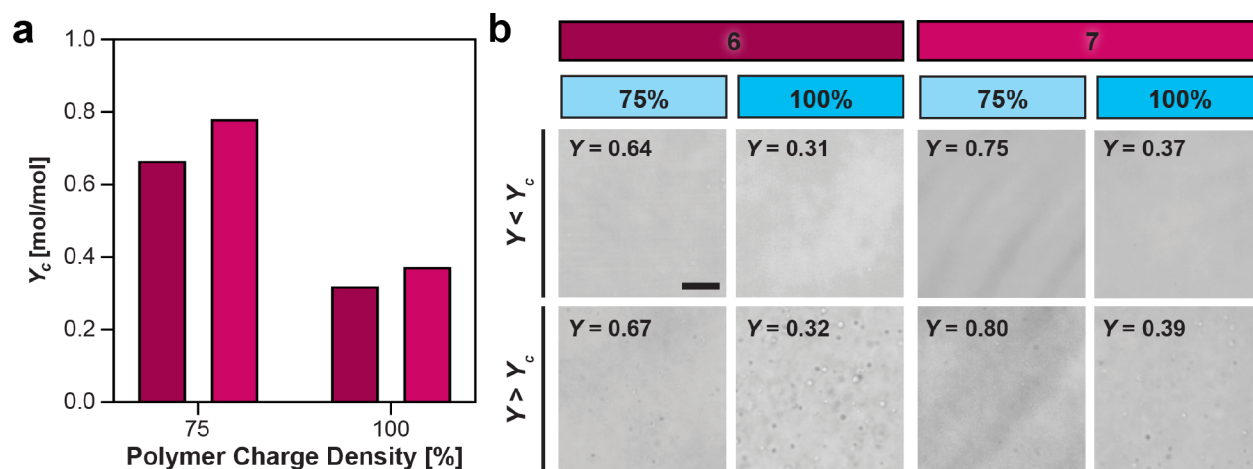 a
1.0
0.8
0.6
0.4
0.2
0.0
Yc [mol/mol]
75
100
Polymer Charge Density [%]
b
6
7
75%
100%
75%
100%
Y < Yc
Y = 0.64
Y = 0.31
Y = 0.75
Y = 0.37
Y > Yc
Y = 0.67
Y = 0.32
Y = 0.80
Y = 0.39